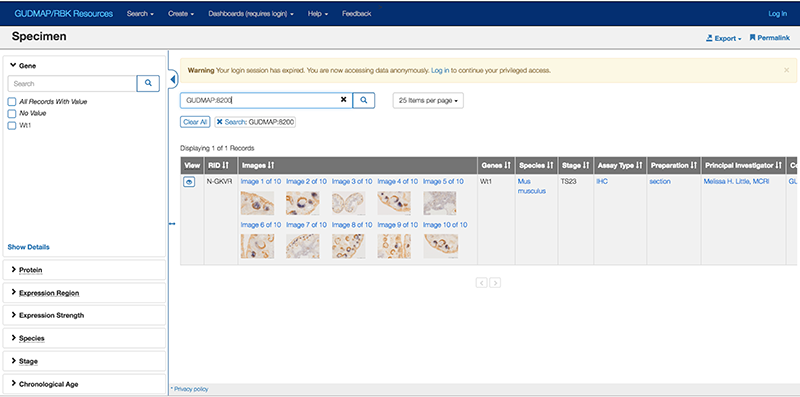 GUDMAP/RBK Resources Search Create Dashboards (requires login) Help Feedback Log In
Specimen Export Permalink
Gene
Search
All Records With Value
No Value
Wt1
Show Details
Protein
Expression Region
Expression Strength
Species
Stage
Chronological Age
Warning Your login session has expired. You are now accessing data anonymously. Log in to continue your privileged access. ×
GUDMAP:8200 25 Items per page
Clear All Search: GUDMAP:8200
Displaying 1 of 1 Records
View RID Images Genes Species Stage Assay Type Preparation Principal Investigator
N-GKVR Image 1 of 10 Image 2 of 10 Image 3 of 10 Image 4 of 10 Image 5 of 10 Wt1 Mus TS23 IHC section Melissa H. Little, MCRI
musculus
Image 6 of 10 Image 7 of 10 Image 8 of 10 Image 9 of 10 Image 10 of 10
* Privacy policy